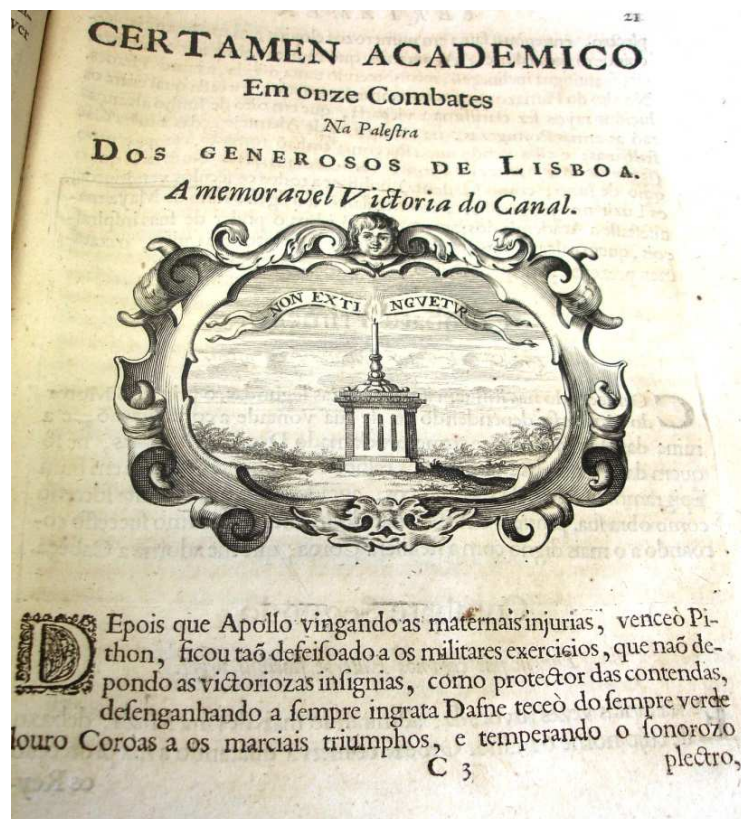 21
CERTAMEN ACADEMICO
Em onze Combates
Na Paleſtra
DOS GENEROSOS DE LISBOA.
A memoravel Victoria do Canal.
NON EXTINGVETVR
DEpois que Apollo vingando as maternais injurias, venceò Pi-
thon, ficou taõ defeiſoado a os militares exercicios, que naõ de-
pondo as victoriozas inſignias, como protector das contendas,
deſenganhando a ſempre ingrata Dafne teceò do ſempre verde
louro Coroas a os marciais triumphos, e temperando o ſonorozo
C 3 plectro,